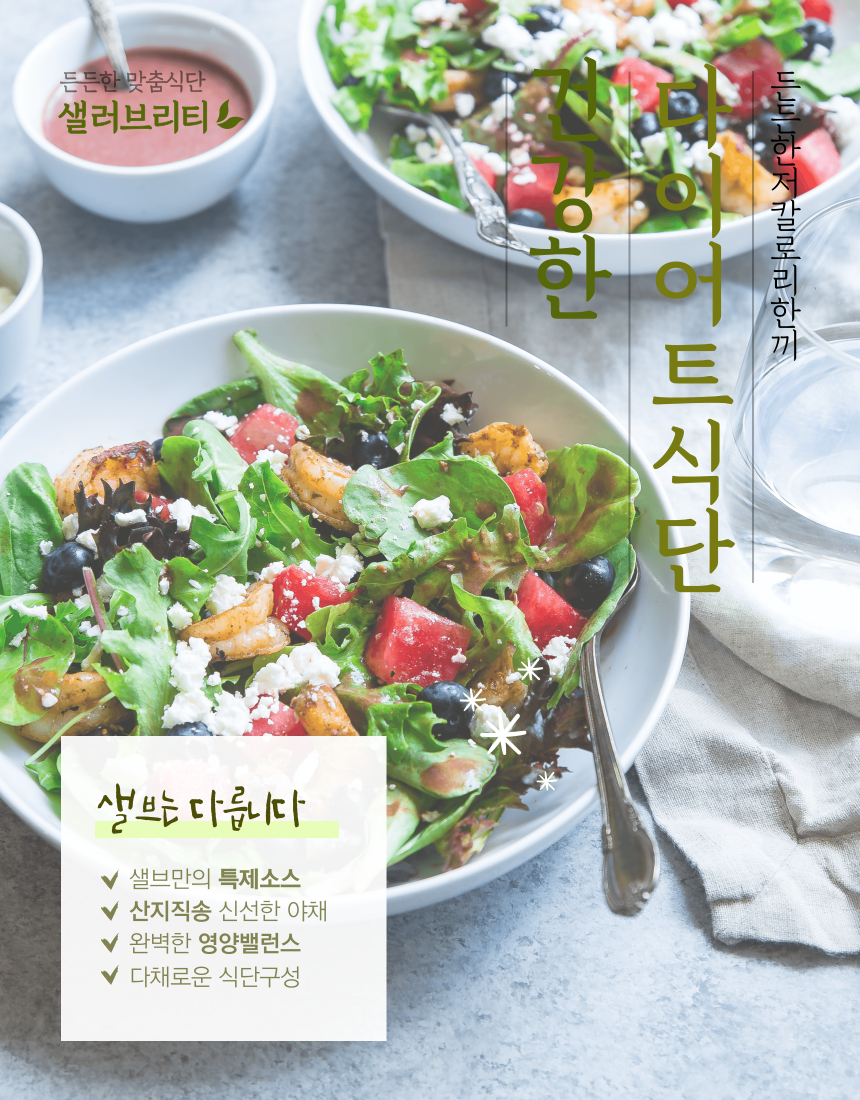 든든한 맞춤식단
샐러브리티
든든한저칼로리한끼
다이어트식단
건강한
샐브는 다릅니다
샐브만의 특제소스
산지직송 신선한 야채
완벽한 영양밸런스
다채로운 식단구성